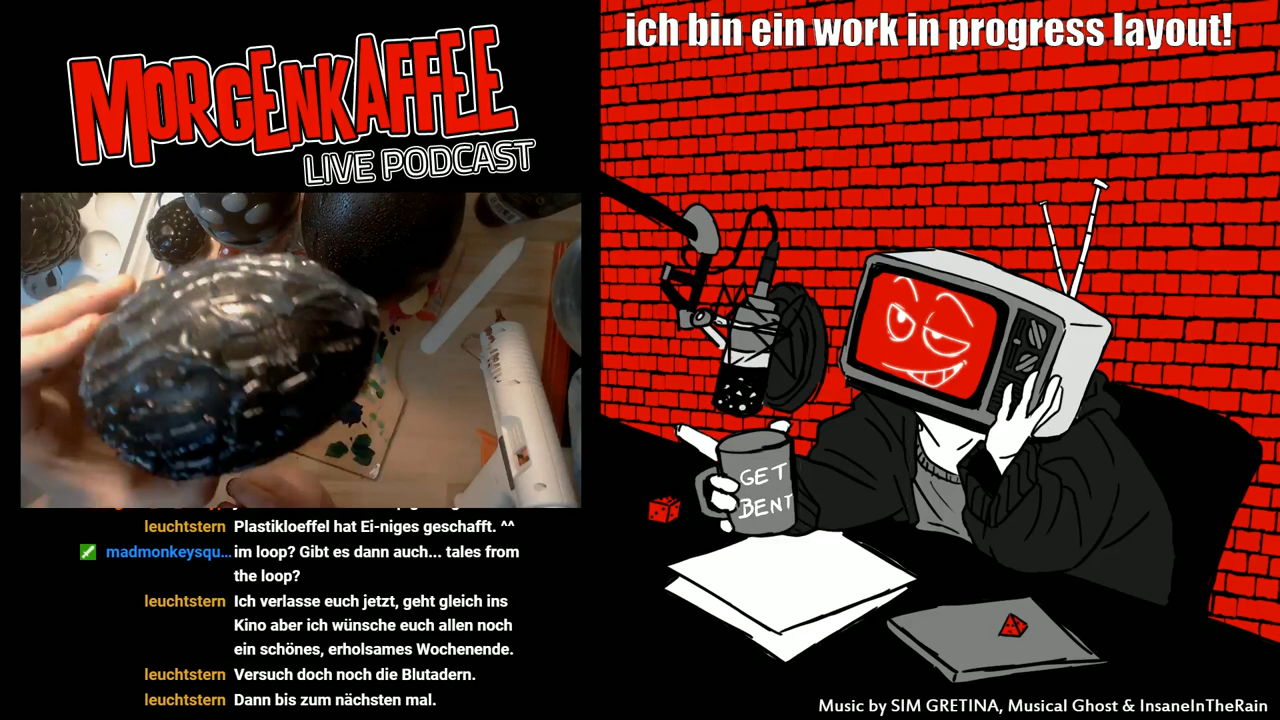 MORGENKAFFEE
LIVE PODCAST
ich bin ein work in progress layout!
GET
BENT
leuchtstern Plastikloeffel hat Ei-niges geschafft. ^^
madmonkeysqu... im loop? Gibt es dann auch... tales from
the loop?
leuchtstern Ich verlasse euch jetzt, geht gleich ins
Kino aber ich wünsche euch allen noch
ein schönes, erholsames Wochenende.
leuchtstern Versuch doch noch die Blutadern.
leuchtstern Dann bis zum nächsten mal.
Music by SIM GRETINA, Musical Ghost & InsaneInTheRain